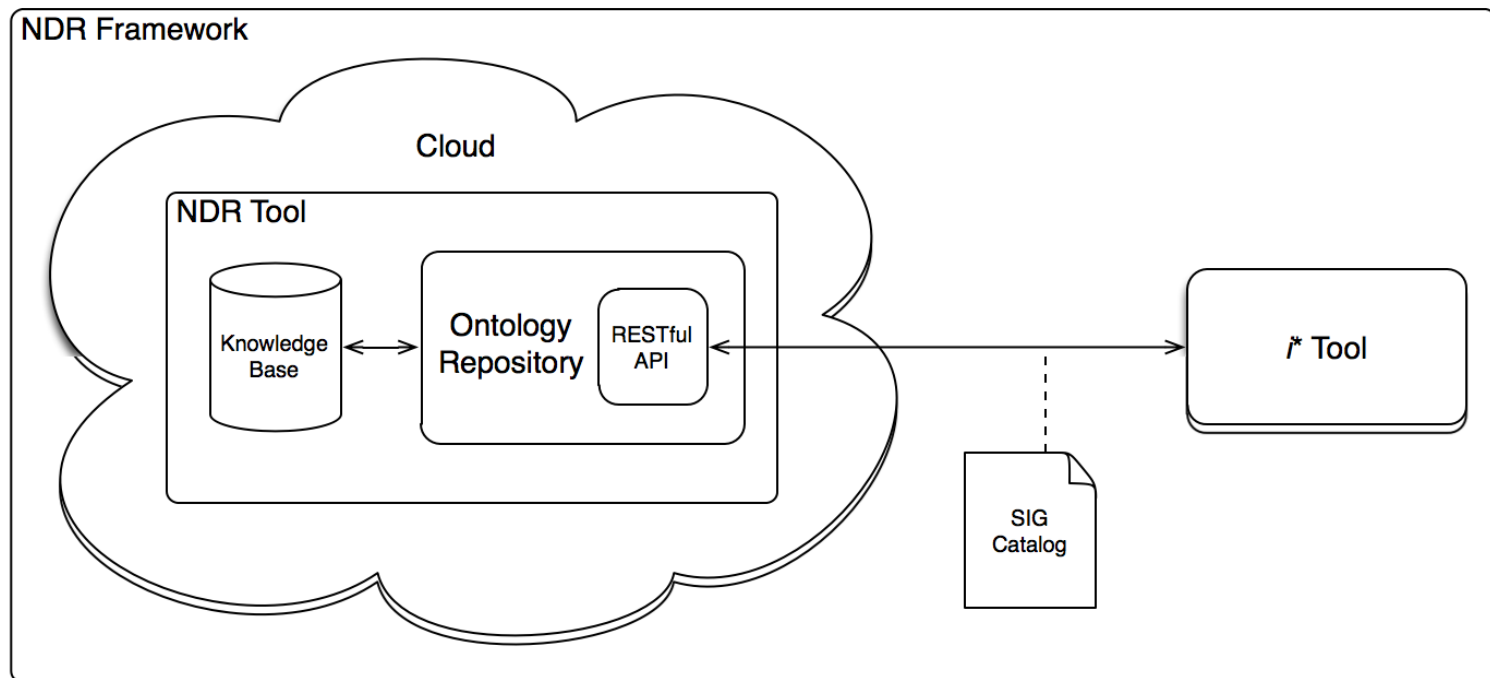 NDR Framework
Cloud
NDR Tool
Knowledge
Base
Ontology
Repository
RESTful
API
i* Tool
SIG
Catalog